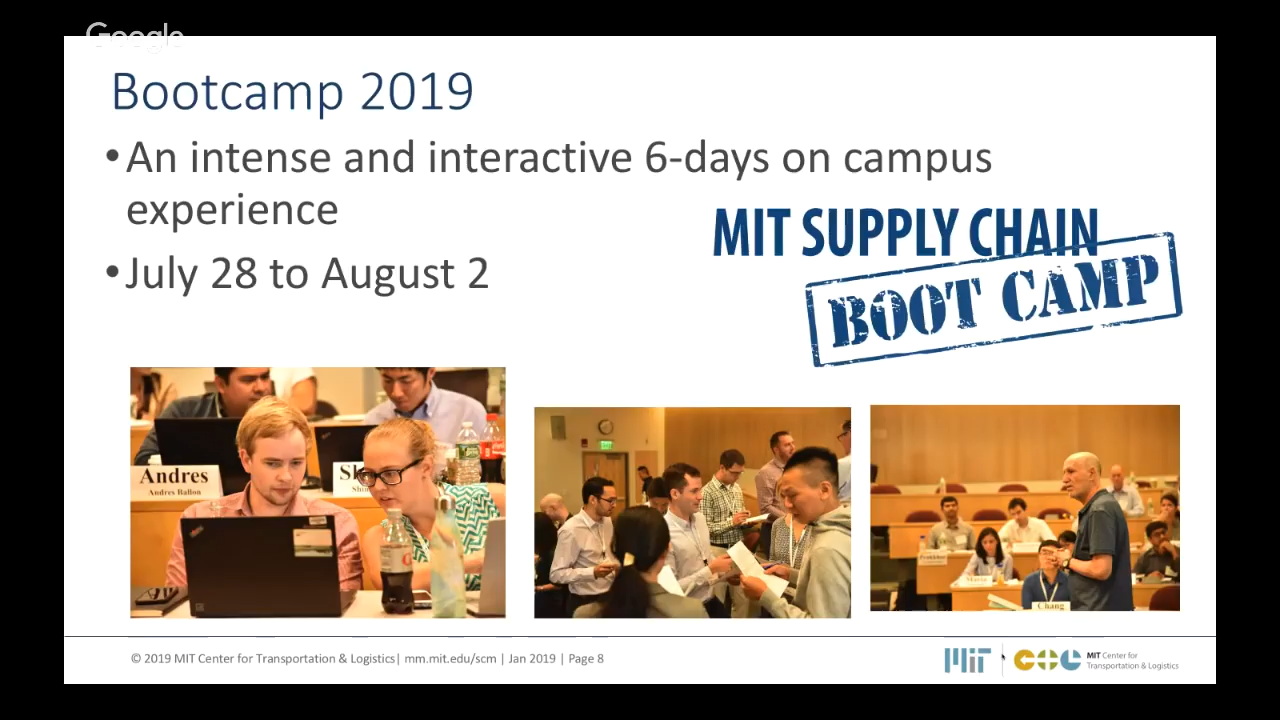 Google
Bootcamp 2019
•An intense and interactive 6-days on campus
experience
•July 28 to August 2
MIT SUPPLY CHAIN
BOOT CAMP
Andres
Andres Ballon
Chang
© 2019 MIT Center for Transportation & Logistics| mm.mit.edu/scm | Jan 2019 | Page 8
MIT
CTL
MIT Center for
Transportation & Logistics